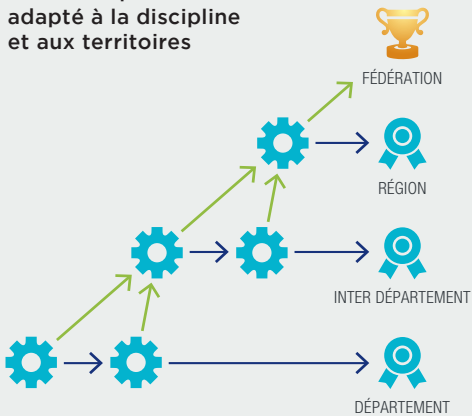 adapté à la discipline
et aux territoires
FÉDÉRATION
RÉGION
INTER DÉPARTEMENT
DÉPARTEMENT